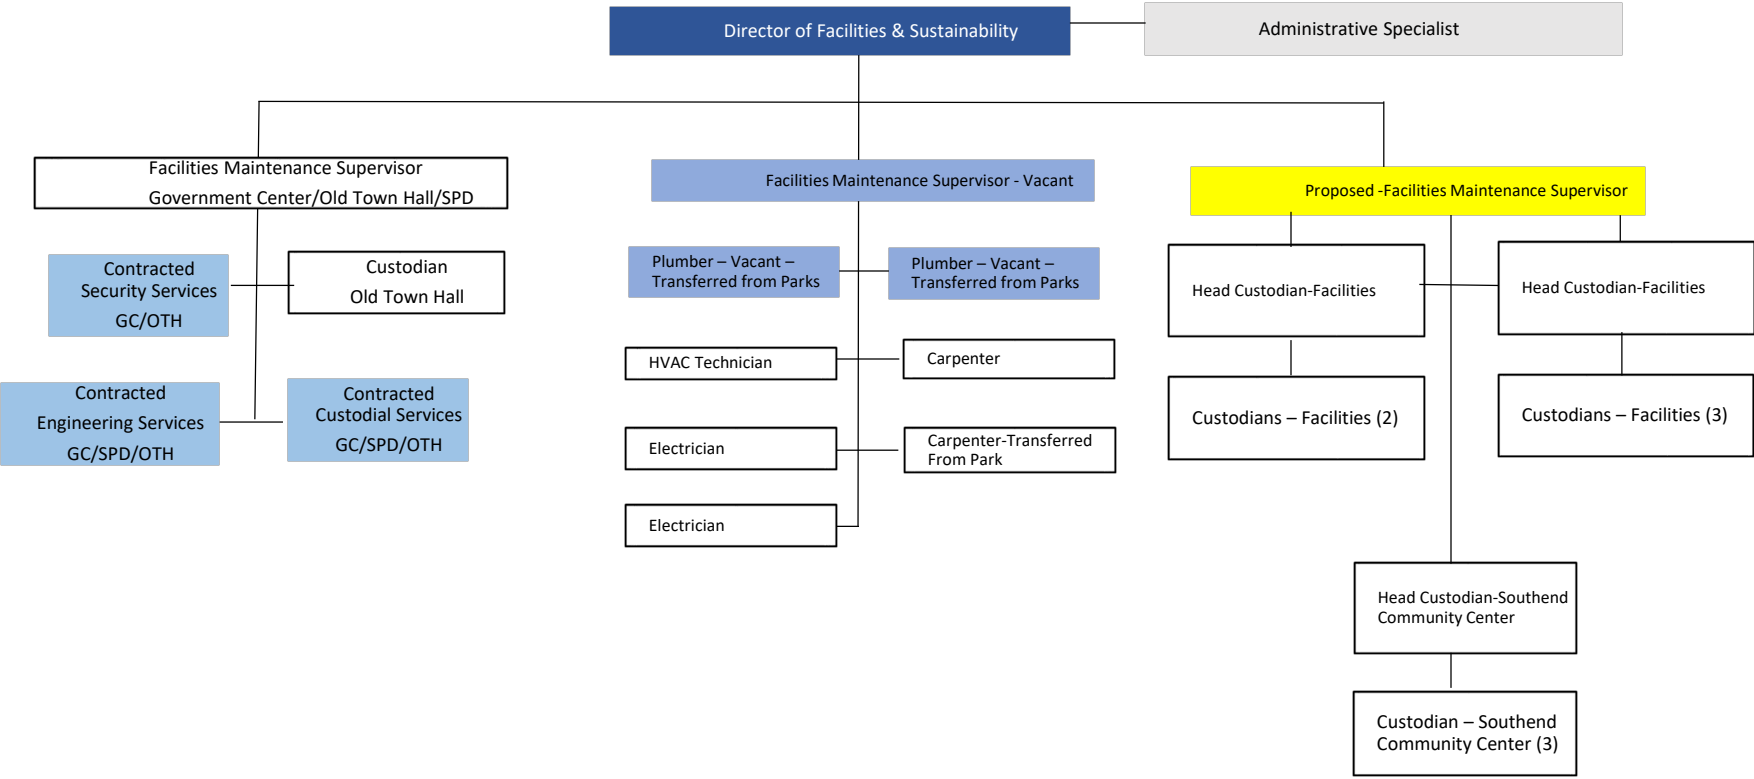 Director of Facilities & Sustainability
Administrative Specialist
Facilities Maintenance Supervisor
Government Center/Old Town Hall/SPD
Facilities Maintenance Supervisor - Vacant
Proposed -Facilities Maintenance Supervisor
Contracted
Security Services
GC/OTH
Custodian
Old Town Hall
Plumber – Vacant –
Transferred from Parks
Plumber – Vacant –
Transferred from Parks
Head Custodian-Facilities
Head Custodian-Facilities
HVAC Technician
Carpenter
Contracted
Engineering Services
GC/SPD/OTH
Contracted
Custodial Services
GC/SPD/OTH
Custodians – Facilities (2)
Custodians – Facilities (3)
Electrician
Carpenter-Transferred
From Park
Electrician
Head Custodian-Southend
Community Center
Custodian – Southend
Community Center (3)